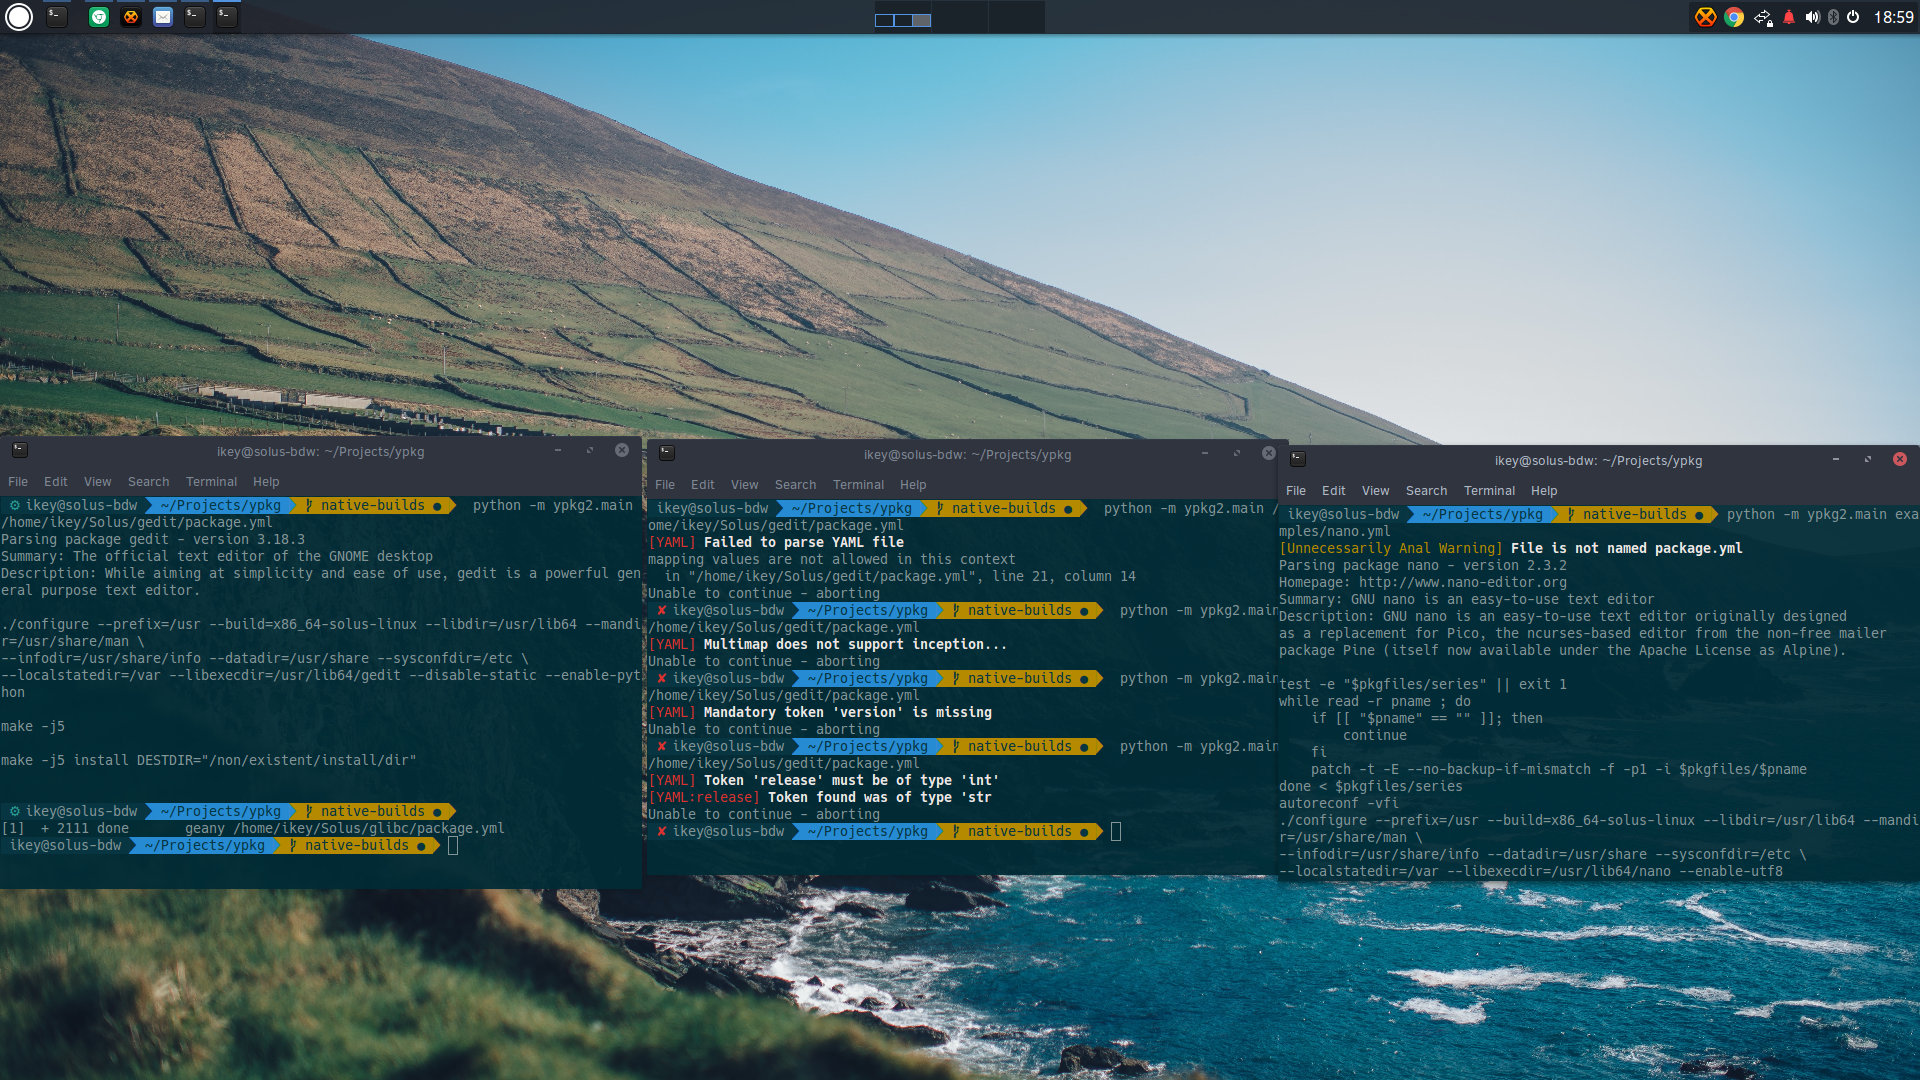 18:59
ikey@solus-bdw: ~/Projects/ypkg
File Edit View Search Terminal Help
ikey@solus-bdw ~/Projects/ypkg native-builds ● python -m ypkg2.main
/home/ikey/Solus/gedit/package.yml
Parsing package gedit - version 3.18.3
Summary: The official text editor of the GNOME desktop
Description: While aiming at simplicity and ease of use, gedit is a powerful gen
eral purpose text editor.
./configure --prefix=/usr --build=x86_64-solus-linux --libdir=/usr/lib64 --mandi
r=/usr/share/man \
--infodir=/usr/share/info --datadir=/usr/share --sysconfdir=/etc \
--localstatedir=/var --libexecdir=/usr/lib64/gedit --disable-static --enable-pyt
hon
make -j5
make -j5 install DESTDIR="/non/existent/install/dir"
ikey@solus-bdw ~/Projects/ypkg native-builds ●
[1]  + 2111 done       geany /home/ikey/Solus/glibc/package.yml
ikey@solus-bdw ~/Projects/ypkg native-builds ●
ikey@solus-bdw: ~/Projects/ypkg
File Edit View Search Terminal Help
ikey@solus-bdw ~/Projects/ypkg native-builds ● python -m ypkg2.main /
ome/ikey/Solus/gedit/package.yml
[YAML] Failed to parse YAML file
mapping values are not allowed in this context
in "/home/ikey/Solus/gedit/package.yml", line 21, column 14
Unable to continue - aborting
✘ ikey@solus-bdw ~/Projects/ypkg native-builds ● python -m ypkg2.main
/home/ikey/Solus/gedit/package.yml
[YAML] Multimap does not support inception...
Unable to continue - aborting
✘ ikey@solus-bdw ~/Projects/ypkg native-builds ● python -m ypkg2.main
/home/ikey/Solus/gedit/package.yml
[YAML] Mandatory token 'version' is missing
Unable to continue - aborting
✘ ikey@solus-bdw ~/Projects/ypkg native-builds ● python -m ypkg2.main
/home/ikey/Solus/gedit/package.yml
[YAML] Token 'release' must be of type 'int'
[YAML:release] Token found was of type 'str
Unable to continue - aborting
✘ ikey@solus-bdw ~/Projects/ypkg native-builds ●
ikey@solus-bdw: ~/Projects/ypkg
File Edit View Search Terminal Help
ikey@solus-bdw ~/Projects/ypkg native-builds ● python -m ypkg2.main exa
mples/nano.yml
[Unnecessarily Anal Warning] File is not named package.yml
Parsing package nano - version 2.3.2
Homepage: http://www.nano-editor.org
Summary: GNU nano is an easy-to-use text editor
Description: GNU nano is an easy-to-use text editor originally designed
as a replacement for Pico, the ncurses-based editor from the non-free mailer
package Pine (itself now available under the Apache License as Alpine).
test -e "$pkgfiles/series" || exit 1
while read -r pname ; do
if [[ "$pname" == "" ]]; then
continue
fi
patch -t -E --no-backup-if-mismatch -f -p1 -i $pkgfiles/$pname
done < $pkgfiles/series
autoreconf -vfi
./configure --prefix=/usr --build=x86_64-solus-linux --libdir=/usr/lib64 --mandi
r=/usr/share/man \
--infodir=/usr/share/info --datadir=/usr/share --sysconfdir=/etc \
--localstatedir=/var --libexecdir=/usr/lib64/nano --enable-utf8